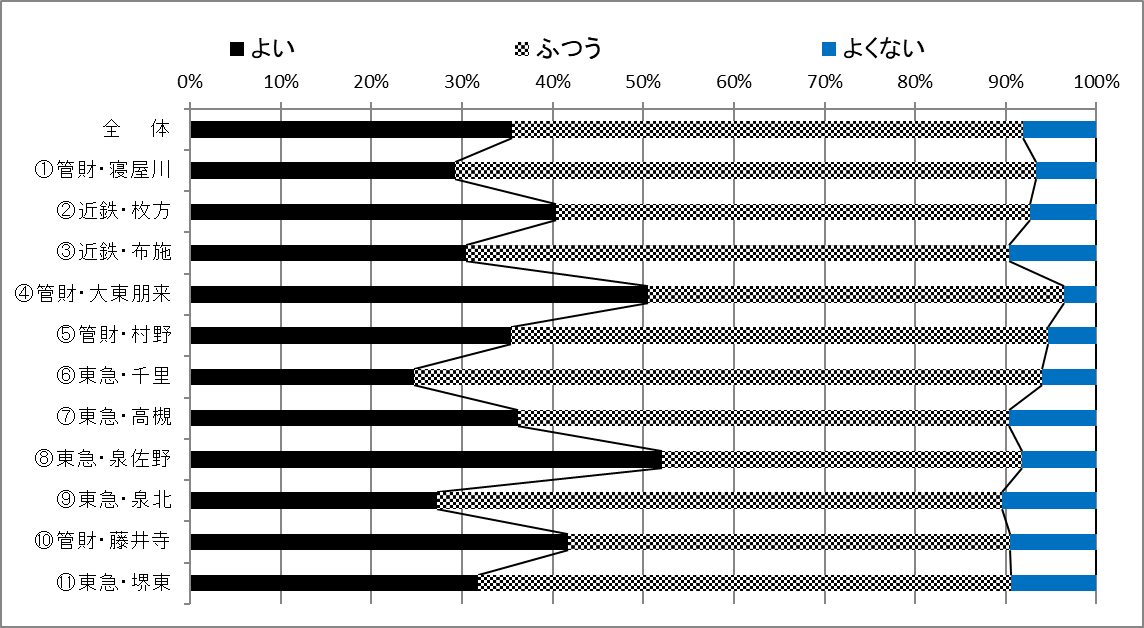 よい ふつう よくない
0% 10% 20% 30% 40% 50% 60% 70% 80% 90% 100%
全　体
①管財・寝屋川
②近鉄・枚方
③近鉄・布施
④管財・大東朋来
⑤管財・村野
⑥東急・千里
⑦東急・高槻
⑧東急・泉佐野
⑨東急・泉北
⑩管財・藤井寺
⑪東急・堺東